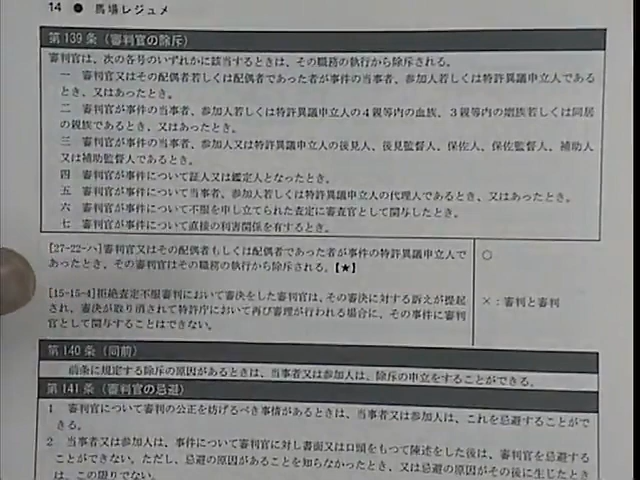 14 ● 馬場レジュメ
第139条（審判官の除斥）
審判官は、次の各号のいずれかに該当するときは、その職務の執行から除斥される。
一　審判官又はその配偶者若しくは配偶者であった者が事件の当事者、参加人若しくは特許異議申立人である
とき、又はあったとき。
二　審判官が事件の当事者、参加人若しくは特許異議申立人の４親等内の血族、３親等内の姻族若しくは同居
の親族であるとき、又はあったとき。
三　審判官が事件の当事者、参加人又は特許異議申立人の後見人、後見監督人、保佐人、保佐監督人、補助人
又は補助監督人であるとき。
四　審判官が事件について証人又は鑑定人となったとき。
五　審判官が事件について当事者、参加人若しくは特許異議申立人の代理人であるとき、又はあったとき。
六　審判官が事件について不服を申し立てられた査定に審査官として関与したとき。
七　審判官が事件について直接の利害関係を有するとき。
[27-22-ハ]審判官又はその配偶者もしくは配偶者であった者が事件の特許異議申立人で
あったとき、その審判官はその職務の執行から除斥される。【★】
○
[15-15-4]拒絶査定不服審判において審決をした審判官は、その審決に対する訴えが提起
され、審決が取り消されて特許庁において再び審理が行われる場合に、その事件に審判
官として関与することはできない。
×：審判と審判
第140条（同前）
前条に規定する除斥の原因があるときは、当事者又は参加人は、除斥の申立をすることができる。
第141条（審判官の忌避）
1　審判官について審判の公正を妨げるべき事情があるときは、当事者又は参加人は、これを忌避することがで
きる。
2　当事者又は参加人は、事件について審判官に対し書面又は口頭をもつて陳述をした後は、審判官を忌避する
ことができない。ただし、忌避の原因があることを知らなかったとき、又は忌避の原因がその後に生じたとき
は、この限りでない。